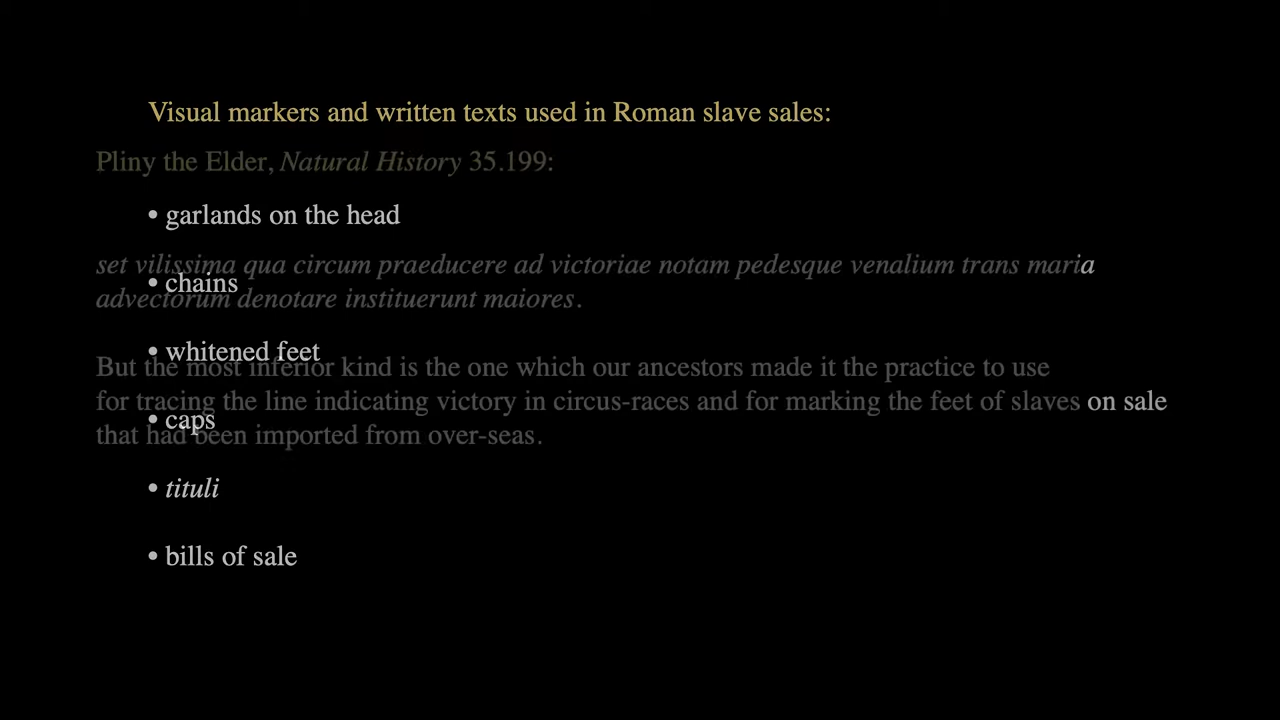 Visual markers and written texts used in Roman slave sales:
Pliny the Elder, Natural History 35.199:
• garlands on the head
set vilissima qua circum praeducere ad victoriae notam pedesque venalium trans maria
• chains
advectorum denotare instituerunt maiores.
• whitened feet
But the most inferior kind is the one which our ancestors made it the practice to use
for tracing the line indicating victory in circus-races and for marking the feet of slaves on sale
• caps
that had been imported from over-seas.
• tituli
• bills of sale